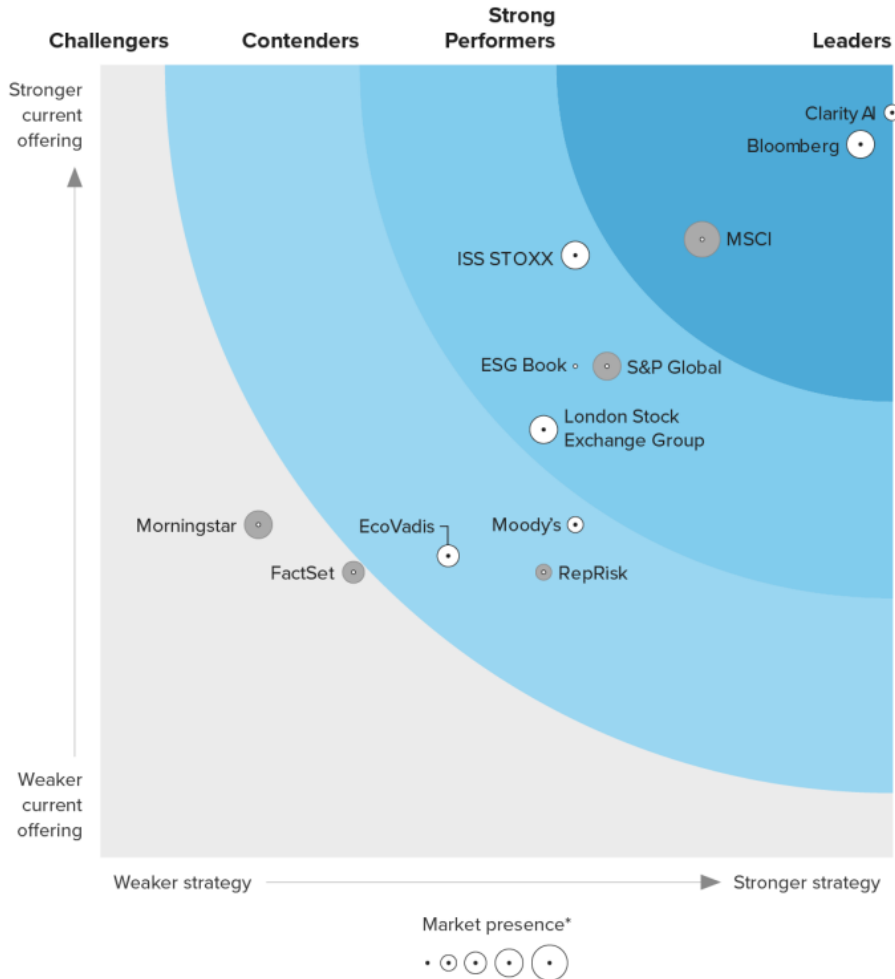 Challengers
Contenders
Strong
Performers
Leaders
Stronger
current
offering
Clarity AI
Bloomberg
MSCI
ISS STOXX
ESG Book
S&P Global
London Stock
Exchange Group
Morningstar
EcoVadis
Moody's
FactSet
RepRisk
Weaker
current
offering
Weaker strategy
Stronger strategy
Market presence*